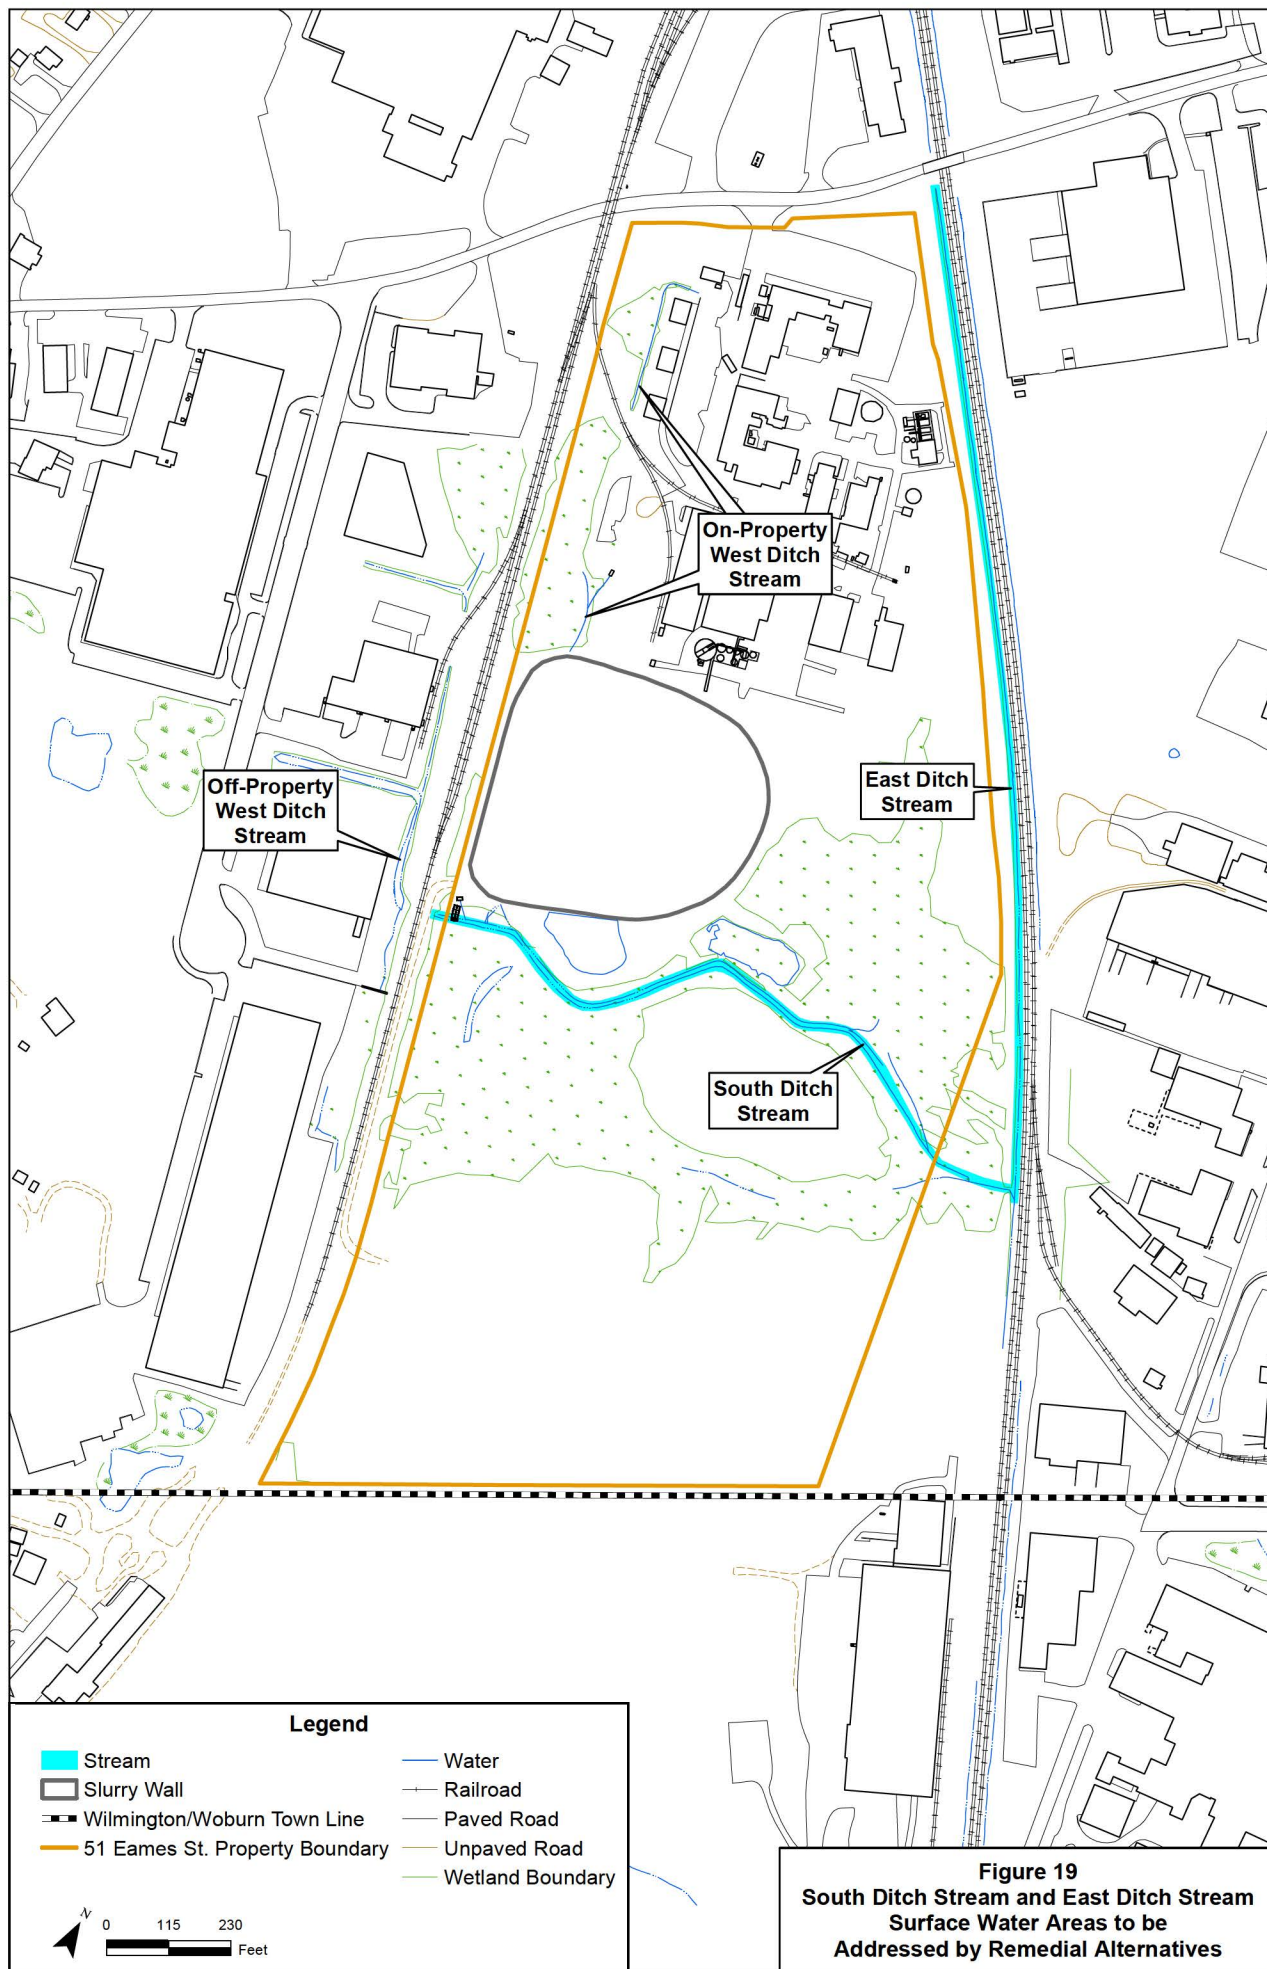 On-Property
West Ditch
Stream
Off-Property
West Ditch
Stream
East Ditch
Stream
South Ditch
Stream
Legend
Stream
Slurry Wall
Wilmington/Woburn Town Line
51 Eames St. Property Boundary
Water
Railroad
Paved Road
Unpaved Road
Wetland Boundary
N
0 115 230
Feet
Figure 19
South Ditch Stream and East Ditch Stream
Surface Water Areas to be
Addressed by Remedial Alternatives